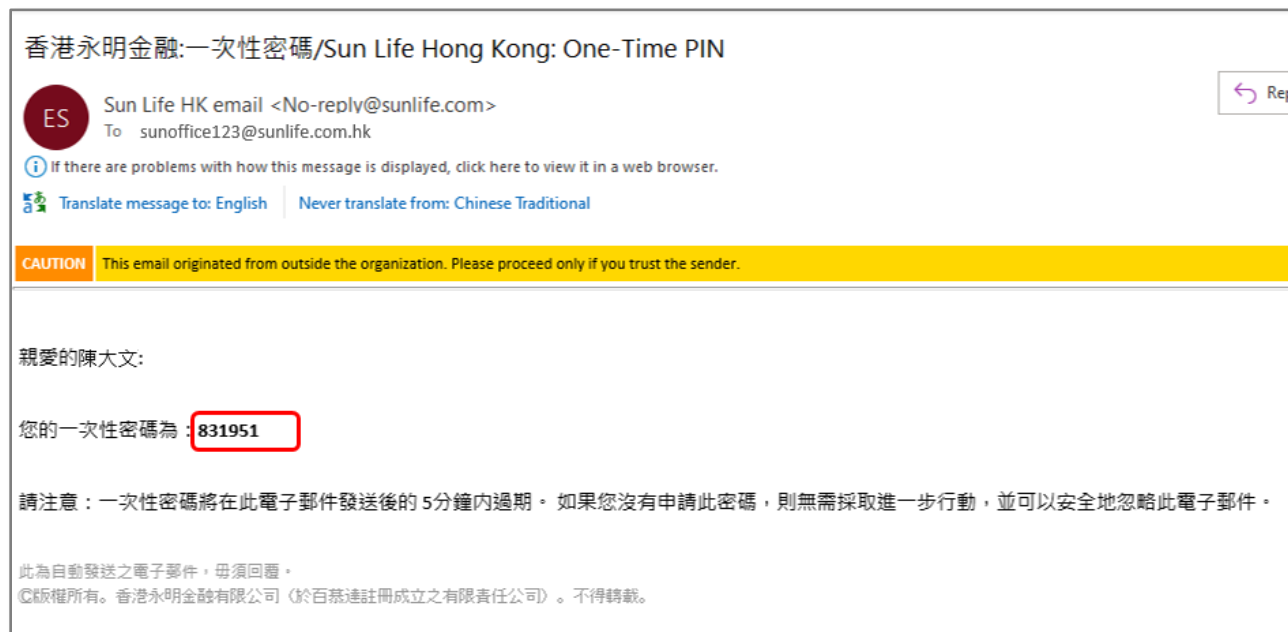 香港永明金融:一次性密碼/Sun Life Hong Kong: One-Time PIN
ES
Sun Life HK email <No-reply@sunlife.com>
To sunoffice123@sunlife.com.hk
If there are problems with how this message is displayed, click here to view it in a web browser.
Translate message to: English
Never translate from: Chinese Traditional
CAUTION This email originated from outside the organization. Please proceed only if you trust the sender.
親愛的陳大文:
您的一次性密碼為：831951
請注意：一次性密碼將在此電子郵件發送後的 5分鐘内過期。 如果您沒有申請此密碼，則無需採取進一步行動，並可以安全地忽略此電子郵件。
此為自動發送之電子郵件，毋須回覆。
©版權所有。香港永明金融有限公司（於百慕達註冊成立之有限責任公司）。不得轉載。